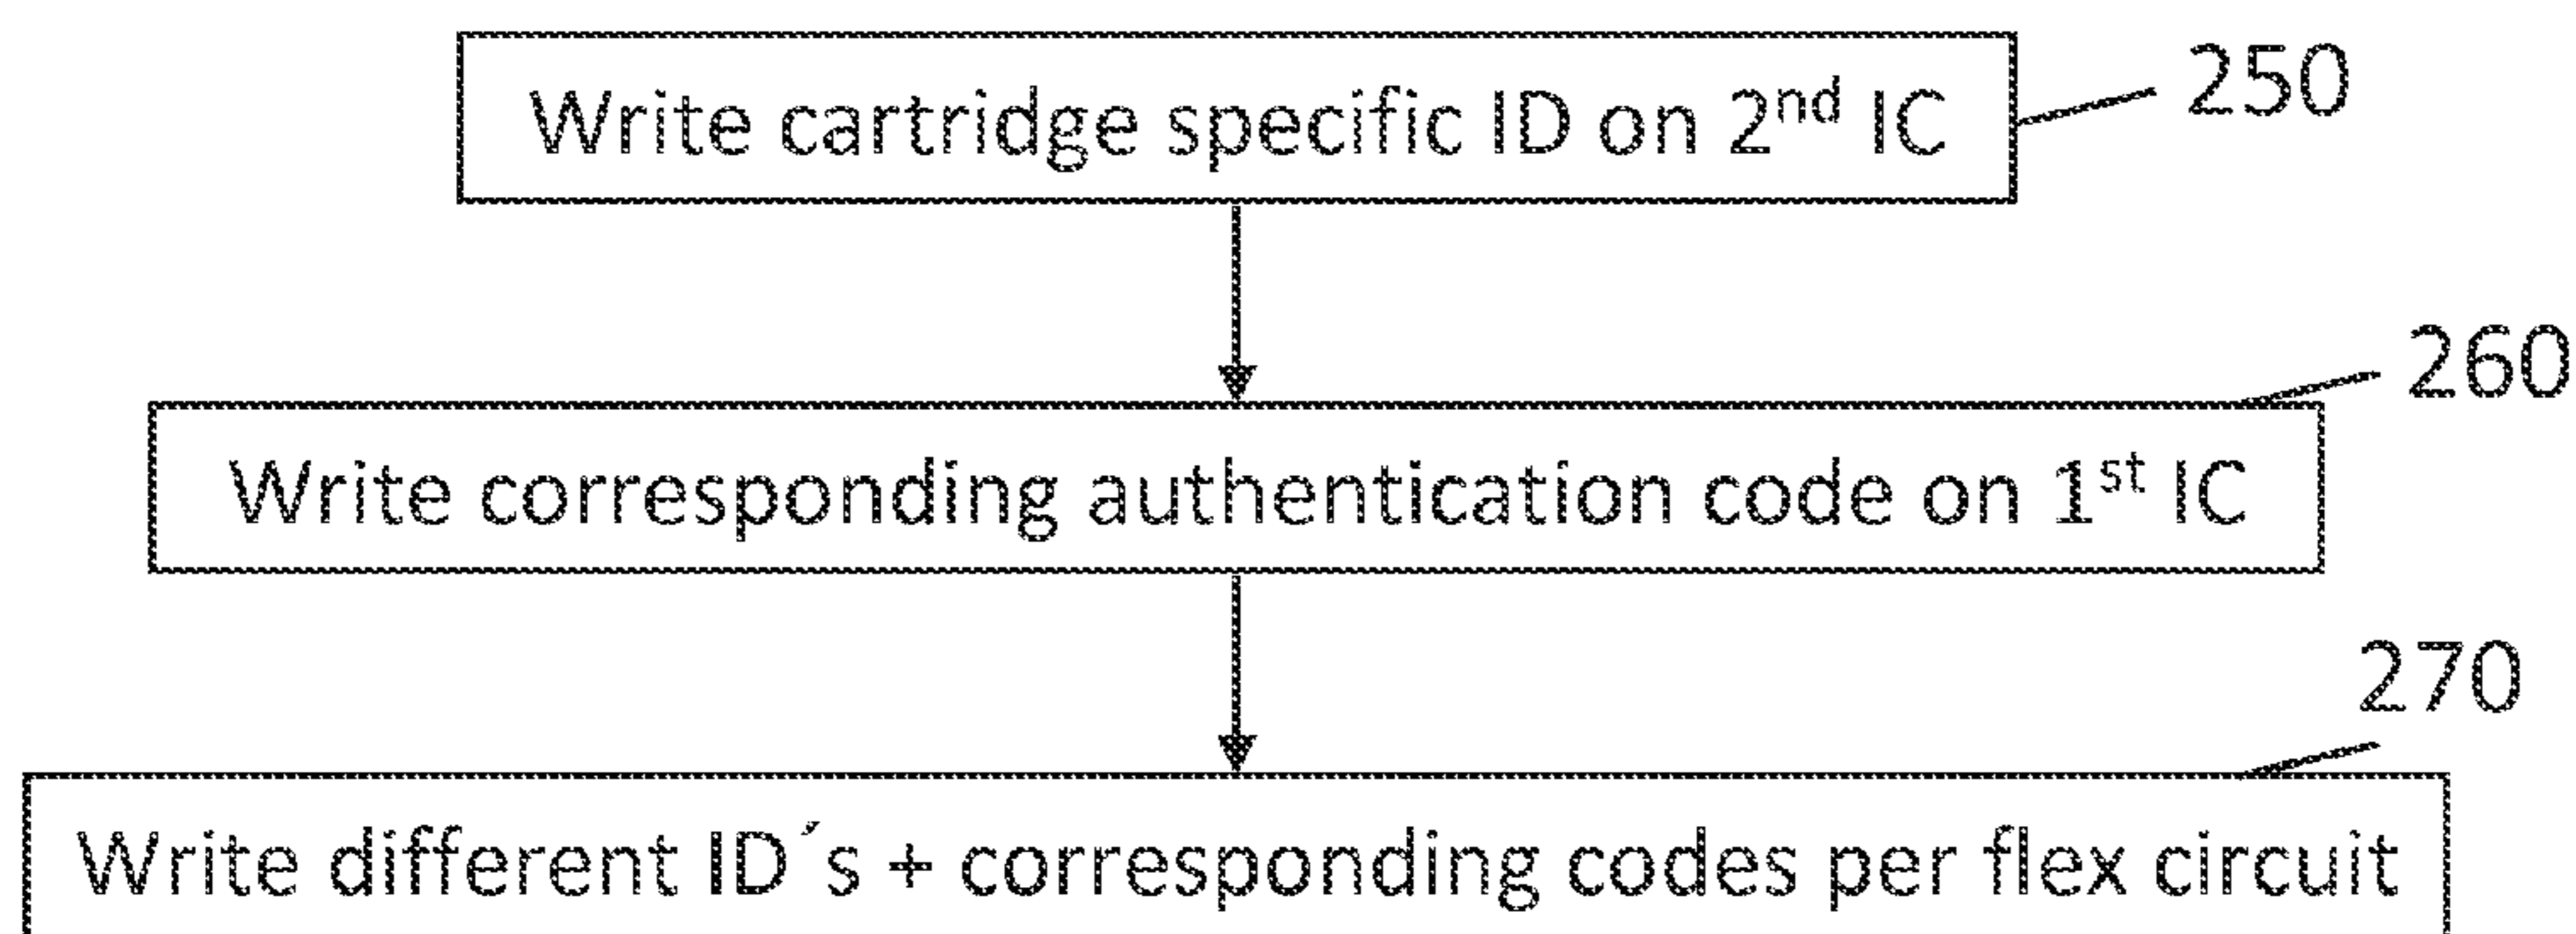 Write cartridge specific ID on 2nd IC
250
260
Write corresponding authentication code on 1st IC
270
Write different ID´s + corresponding codes per flex circuit